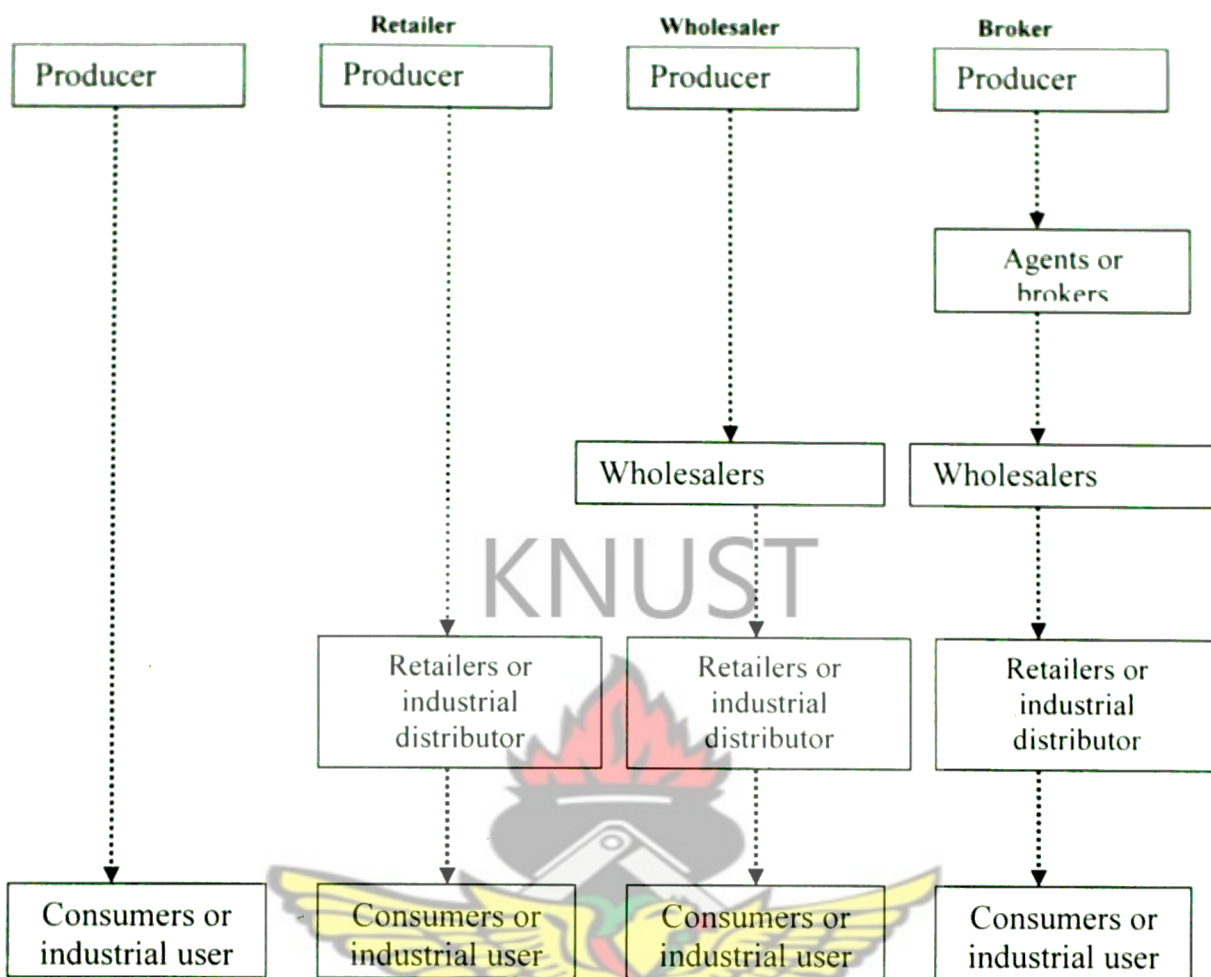 Retailer
Wholesaler
Broker
Producer
Producer
Producer
Producer
Agents or
brokers
Wholesalers
Wholesalers
KNUST
Retailers or
industrial
distributor
Retailers or
industrial
distributor
Retailers or
industrial
distributor
Consumers or
industrial user
Consumers or
industrial user
Consumers or
industrial user
Consumers or
industrial user